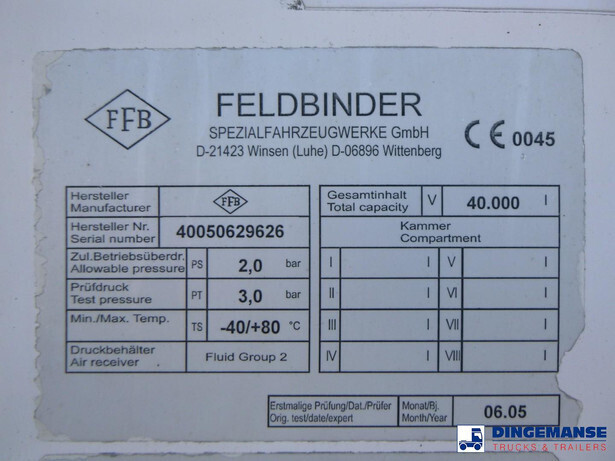 FFB
FELDBINDER
SPEZIALFAHRZEUGWERKE GmbH
D-21423 Winsen (Luhe) D-06896 Wittenberg
CE 0045
Hersteller
Manufacturer
FFB
Hersteller Nr.
Serial number
40050629626
Zul.Betriebsüberdr.
Allowable pressure
PS
2,0 bar
Prüfdruck
Test pressure
PT
3,0 bar
Min./Max. Temp.
TS
-40/+80 °C
Druckbehälter
Air receiver
Fluid Group 2
Gesamtinhalt
Total capacity
V
40.000 l
Kammer
Compartment
I l V l
II l VI l
III l VII l
IV l VIII l
Erstmalige Prüfung/Dat./Prüfer
Orig. test/date/expert
Monat/Bj.
Month/Year
06.05
DINGEMANSE
TRUCKS & TRAILERS